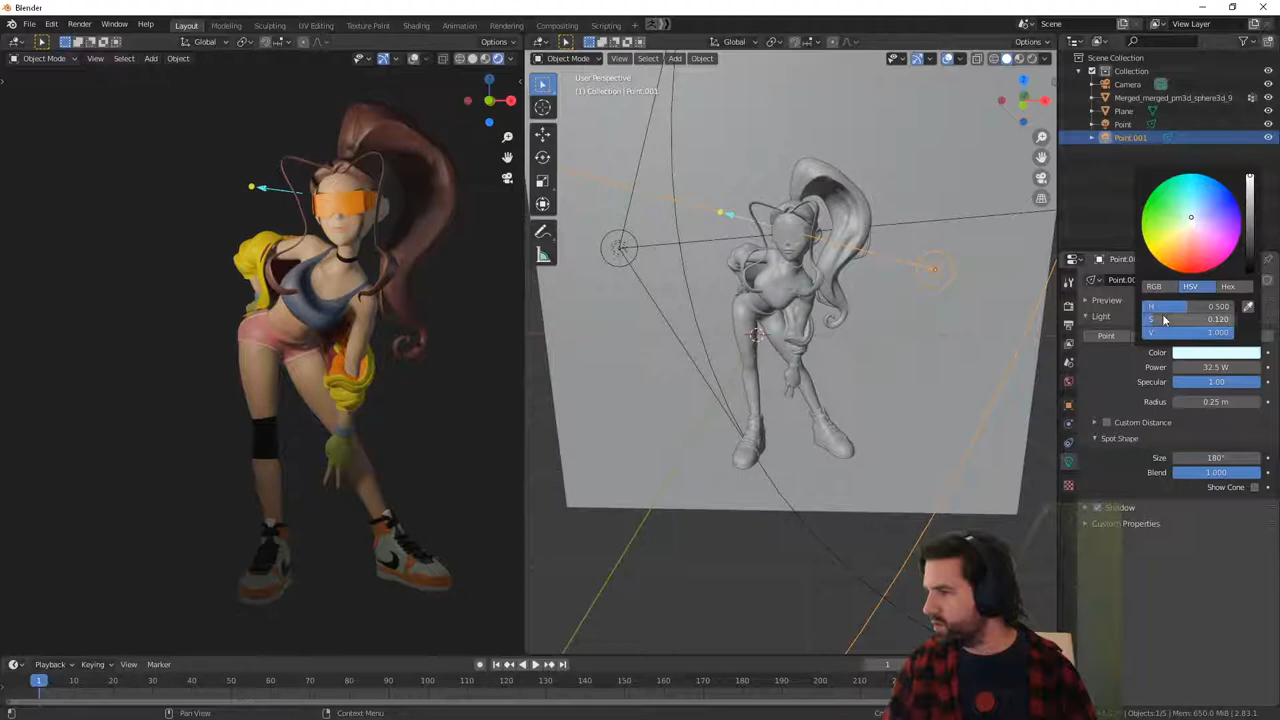 Blender
File Edit Render Window Help
Layout Modeling Sculpting UV Editing Texture Paint Shading Animation Rendering Compositing Scripting
Scene
View Layer
Global
Options
Global
Options
Object Mode View Select Add Object
Object Mode View Select Add Object
Scene Collection
Collection
Camera
Merged_merged_pm3d_sphere3d_9
Plane
Point
Point.001
User Perspective
(1) Collection | Point.001
Point.00
Point.00
RGB HSV Hex
H 0.500
S 0.120
V 1.000
Preview
Light
Point
Color
Power 32.5 W
Specular 1.00
Radius 0.25 m
Custom Distance
Spot Shape
Size 180°
Blend 1.000
Show Cone
Shadow
Custom Properties
Playback Keying View Marker
1
1 10 20 30 40 50 60 70 80 90 100 110 120 130 140 150 160 170 180 190 200 210
Pan View
Context Menu
Objects:1/5 | Mem: 650.0 MiB | 2.83.1